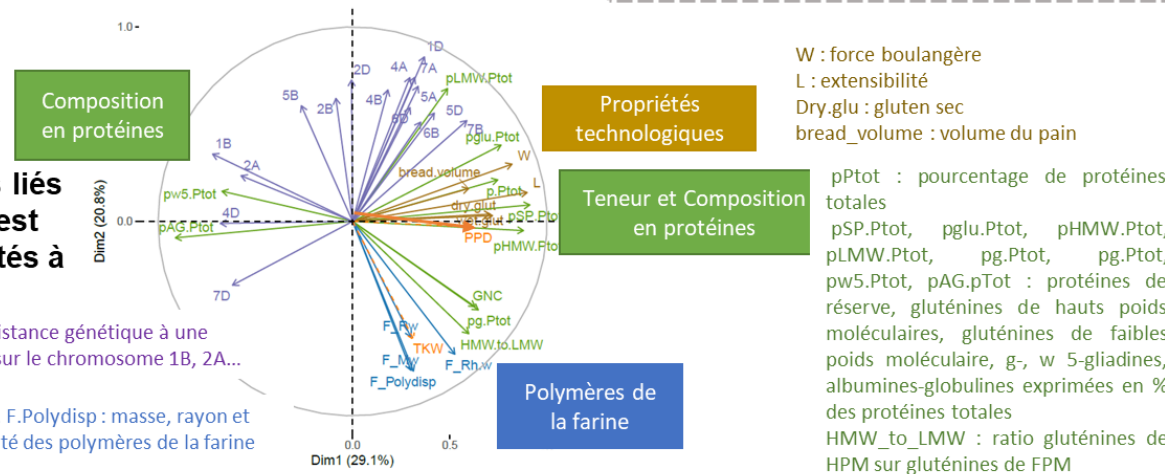 1.0
Composition
en protéines
s liés
est
tés à
istance génétique à une
sur le chromosome 1B, 2A...
F.Polydisp : masse, rayon et
té des polymères de la farine
Dim2 (20.8%)
0.0
1D
2D
4A
7A
pLMW.Ptot
5B
2B
4B
5A
5D
6B
7B
pglu.Ptot
1B
2A
bread.volume
W
pw5.Ptot
p.Ptot
L
4D
dry.glut
pSP.Ptot
pAG.Ptot
PPD
pHMW.Ptot
7D
GNC
pg.Ptot
F_Rw
HMW.to.LMW
TKW
F_Mw
F_Rh.w
F_Polydisp
0.0
0.5
Dim1 (29.1%)
Propriétés
technologiques
Teneur et Composition
en protéines
Polymères de
la farine
W : force boulangère
L : extensibilité
Dry.glu : gluten sec
bread_volume : volume du pain
pPtot : pourcentage de protéines
totales
pSP.Ptot, pglu.Ptot, pHMW.Ptot,
pLMW.Ptot, pg.Ptot, pg.Ptot,
pw5.Ptot, pAG.pTot : protéines de
réserve, gluténines de hauts poids
moléculaires, gluténines de faibles
poids moléculaire, g-, w 5-gliadines,
albumines-globulines exprimées en %
des protéines totales
HMW_to_LMW : ratio gluténines de
HPM sur gluténines de FPM